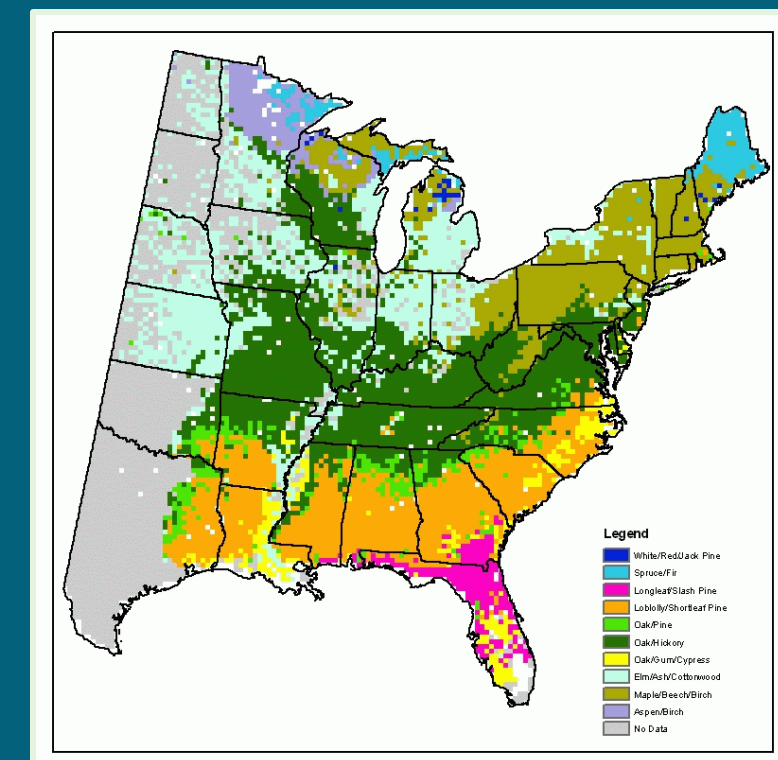 Legend
White/Red/Jack Pine
Spruce/Fir
Longleaf/Slash Pine
Loblolly/Shortleaf Pine
Oak/Pine
Oak/Hickory
Oak/Gum/Cypress
Elm/Ash/Cottonwood
Maple/Beech/Birch
Aspen/Birch
No Data